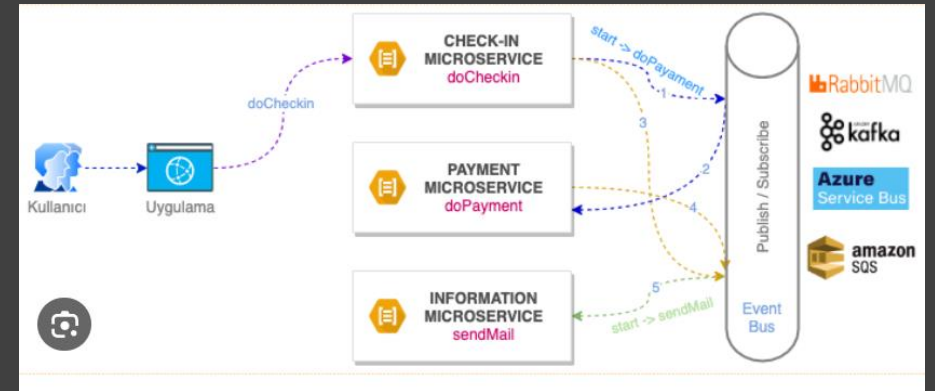 Kullanıcı
Uygulama
doCheckin
CHECK-IN
MICROSERVICE
doCheckin
PAYMENT
MICROSERVICE
doPayment
INFORMATION
MICROSERVICE
sendMail
start -> doPayament
1
2
3
4
5
start -> sendMail
Publish / Subscribe
Event
Bus
RabbitMQ
kafka
Azure
Service Bus
amazon
SQS